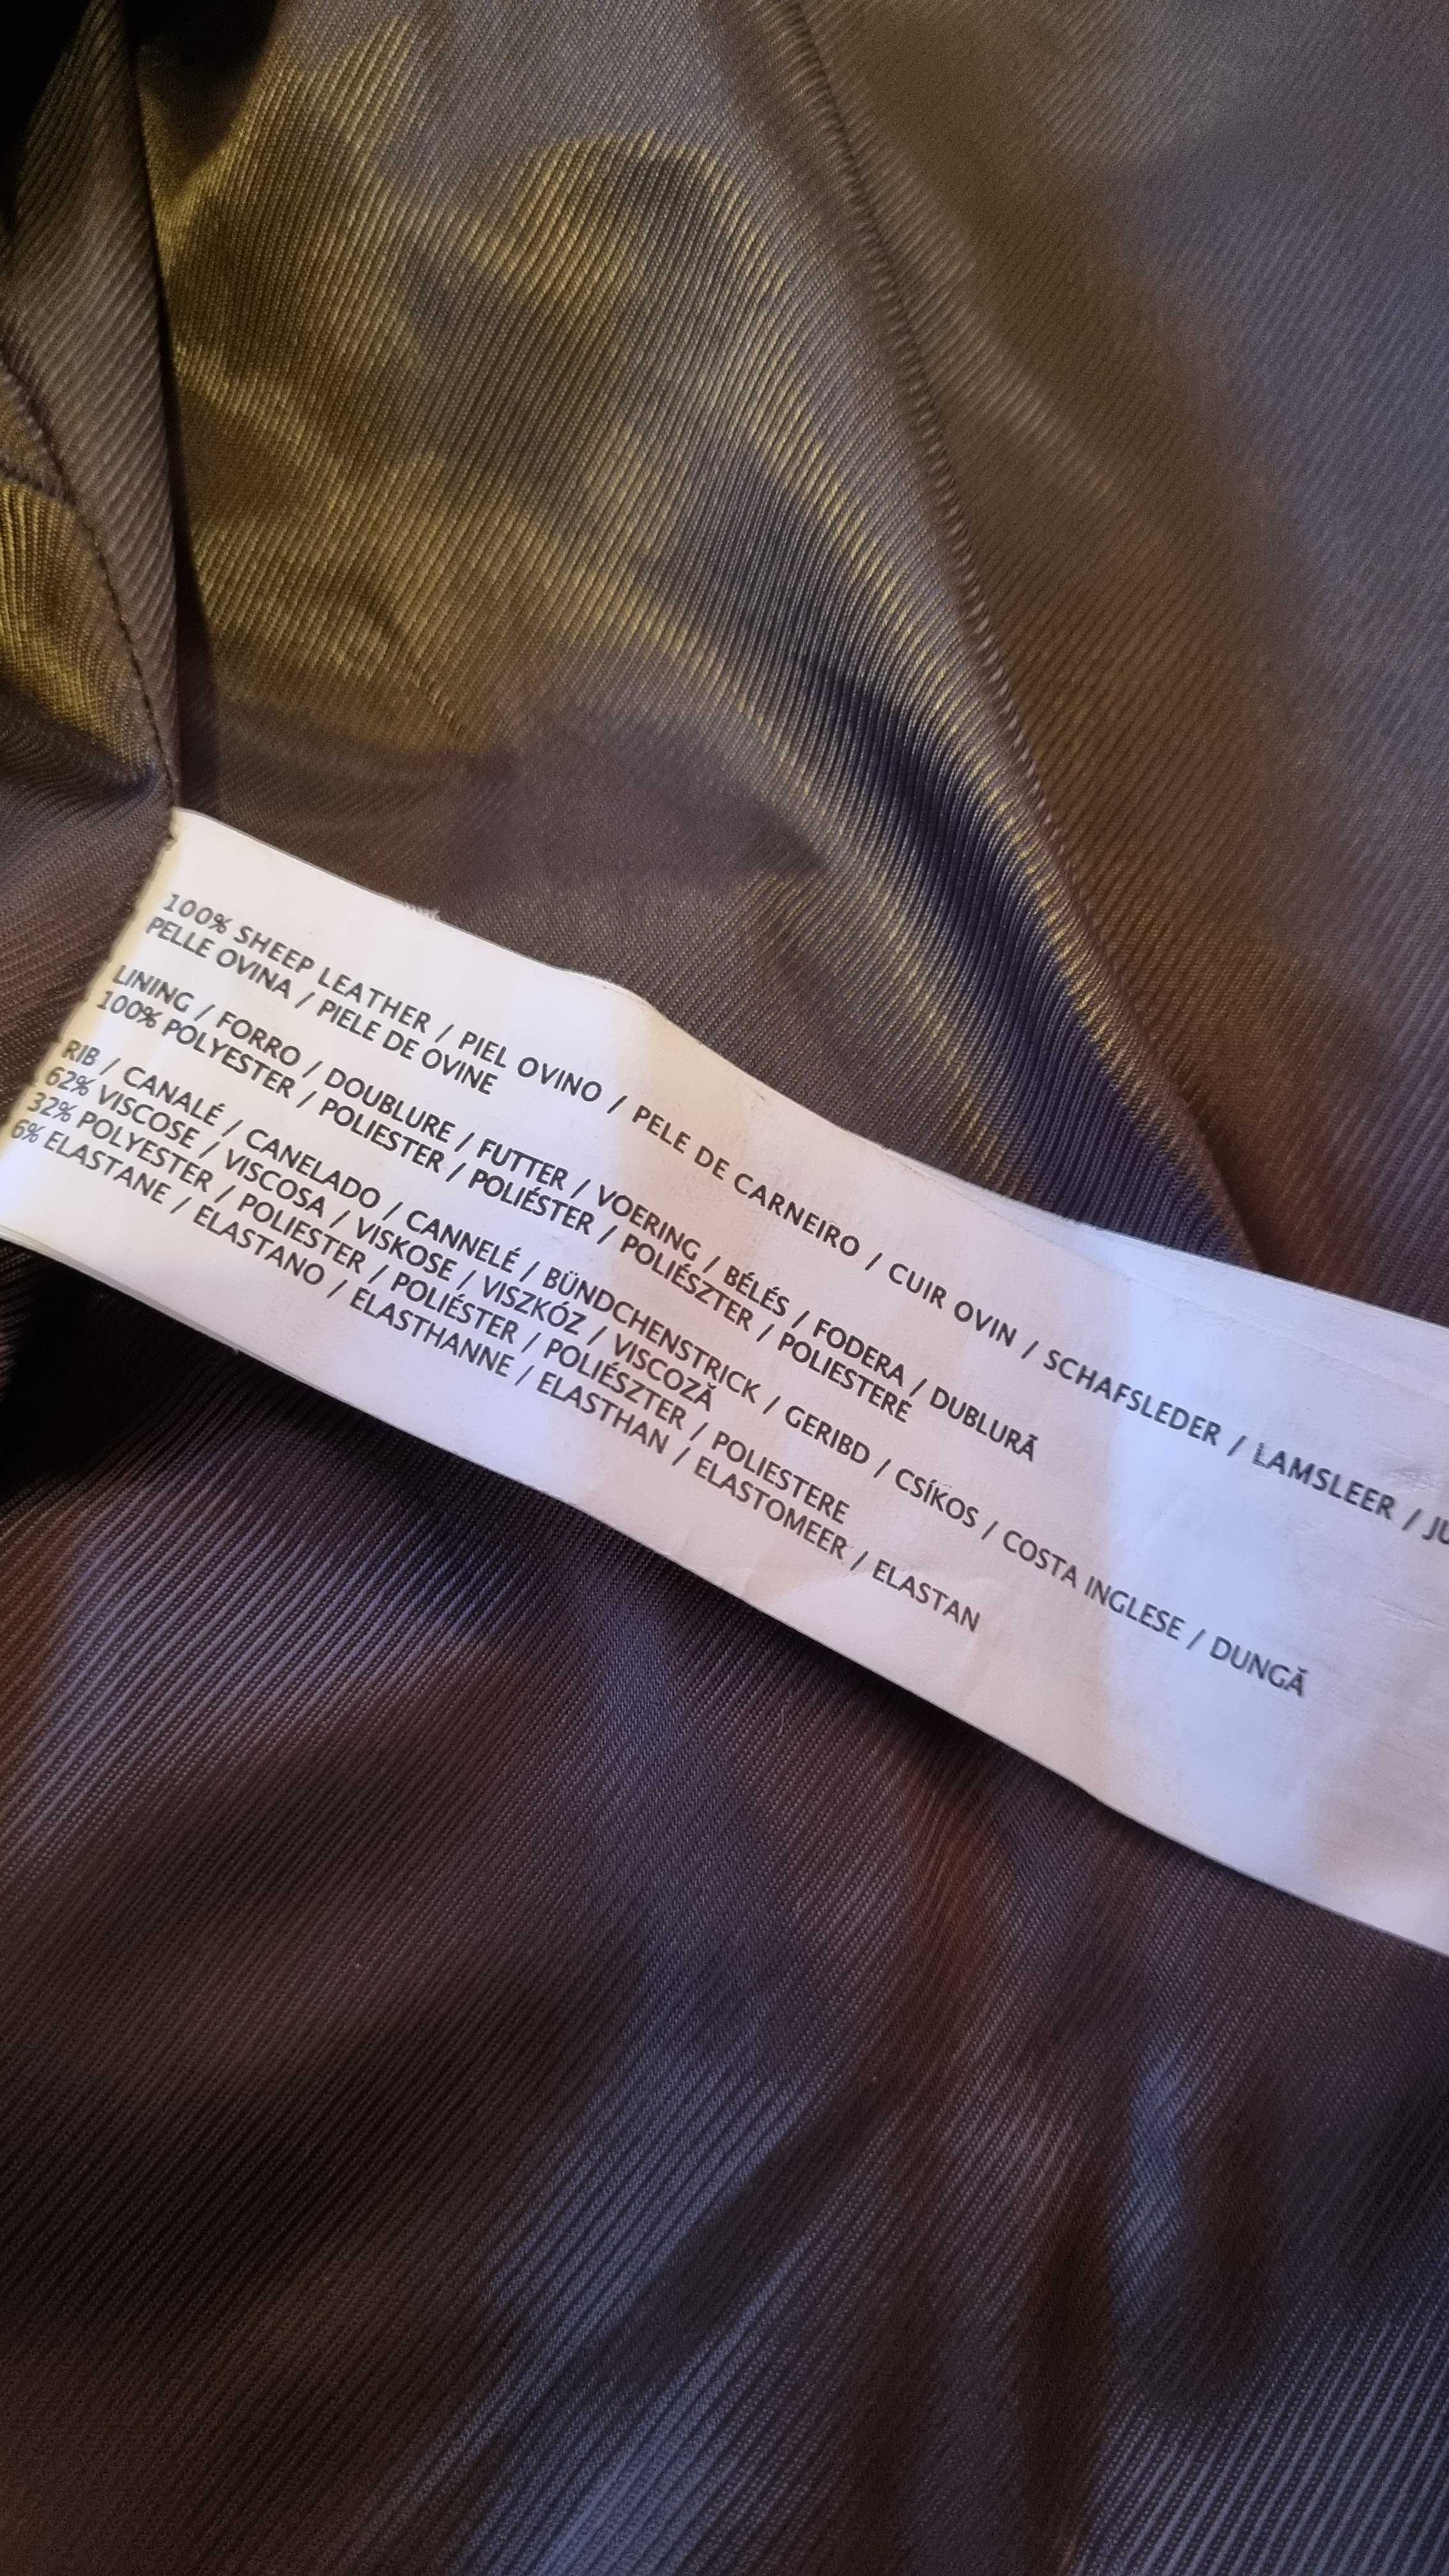 100% SHEEP LEATHER / PIEL OVINO / PELE DE CARNEIRO / CUIR OVIN / SCHAFSLEDER / LAMSLEER /
PELLE OVINA / PIELE DE OVINE
LINING / FORRO / DOUBLURE / FUTTER / VOERING / BÉLÉS / FODERA / DUBLURĂ
100% POLYESTER / POLIESTER / POLIÉSTER / POLIÉSZTER / POLIESTERE
RIB / CANALÉ / CANELADO / CANNELÉ / BÜNDCHENSTRICK / GERIBD / CSÍKOS / COSTA INGLESE / DUNGĂ
62% VISCOSE / VISCOSA / VISKOSE / VISZKÓZ / VISCOZĂ
32% POLYESTER / POLIESTER / POLIÉSTER / POLIÉSZTER / POLIESTERE
6% ELASTANE / ELASTANO / ELASTHANNE / ELASTHAN / ELASTOMEER / ELASTAN